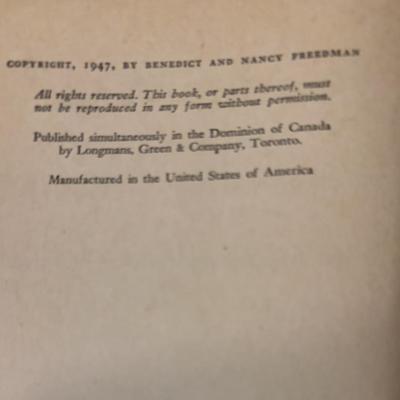 COPYRIGHT, 1947, BY BENEDICT AND NANCY FREEDMAN
All rights reserved. This book, or parts thereof, must
not be reproduced in any form without permission.
Published simultaneously in the Dominion of Canada
by Longmans, Green & Company, Toronto.
Manufactured in the United States of America